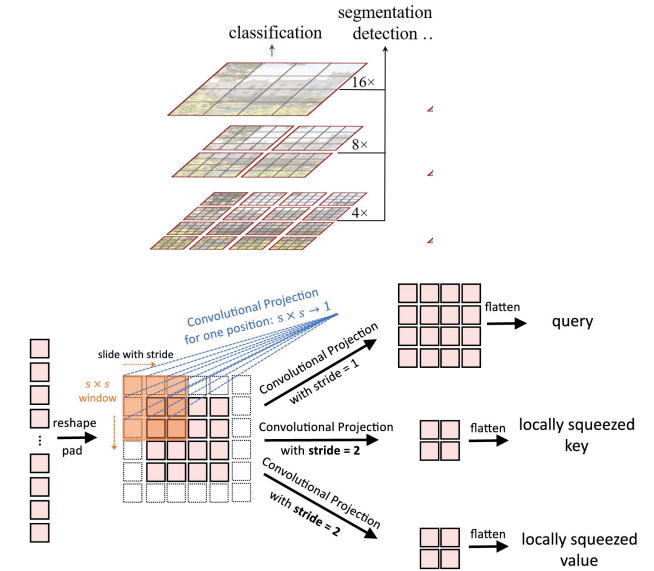 segmentation
classification
detection ..
16×
8×
4×
Convolutional Projection
for one position: s × s → 1
slide with stride
s × s
window
reshape
pad
⋮
Convolutional Projection
with stride = 1
flatten
query
Convolutional Projection
with stride = 2
flatten
locally squeezed
key
Convolutional Projection
with stride = 2
flatten
locally squeezed
value